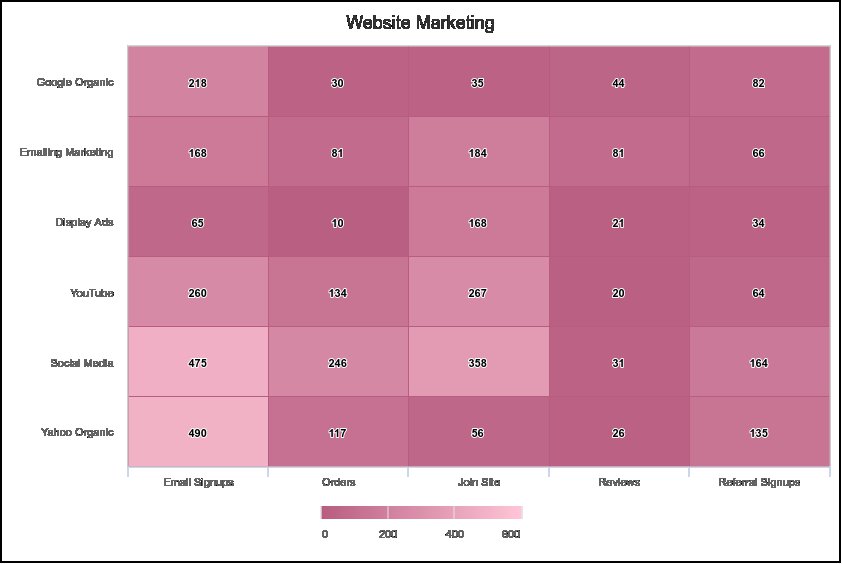 Website Marketing
Google Organic 218 30 35 44 82
Emailing Marketing 168 81 184 81 66
Display Ads 65 10 168 21 34
YouTube 260 134 267 20 64
Social Media 475 246 358 31 164
Yahoo Organic 490 117 56 26 135
Email Signups Orders Join Site Reviews Referral Signups
0 200 400 600